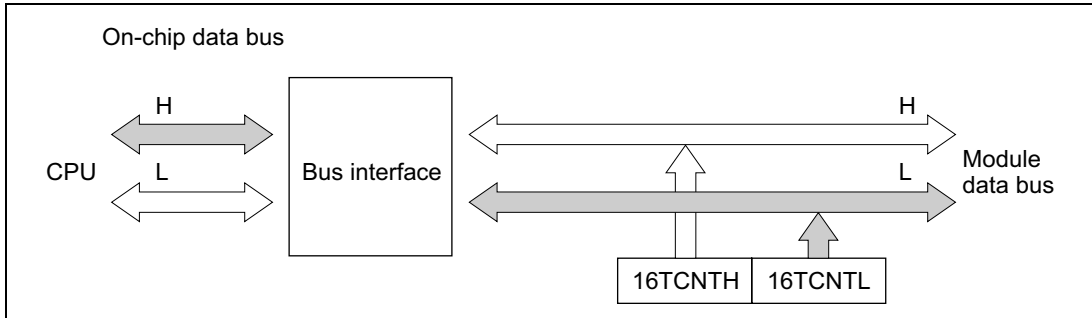 On-chip data bus
H
H
CPU
L
Bus interface
L
Module
data bus
16TCNTH
16TCNTL